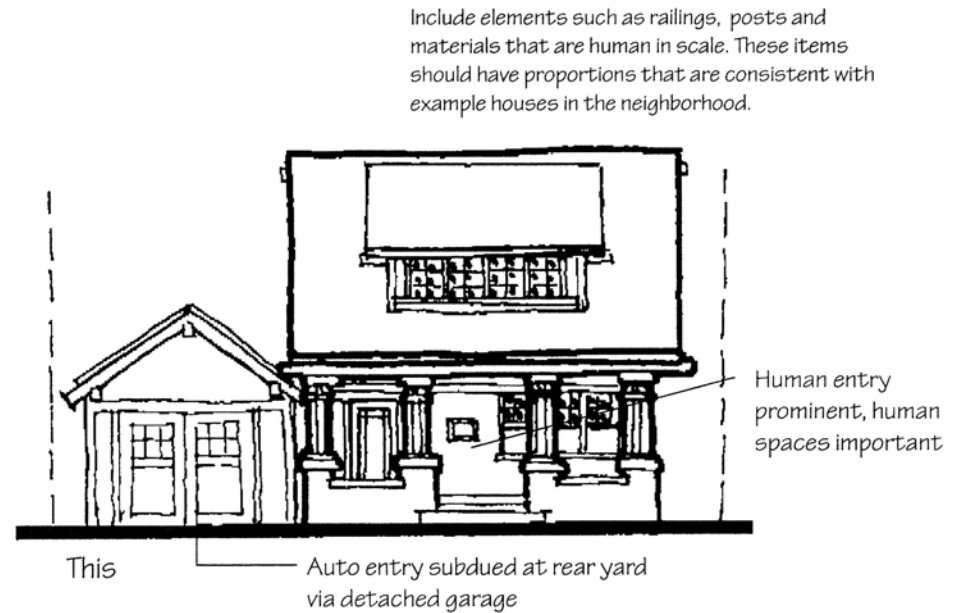 Include elements such as railings, posts and
materials that are human in scale. These items
should have proportions that are consistent with
example houses in the neighborhood.
Human entry
prominent, human
spaces important
This
Auto entry subdued at rear yard
via detached garage